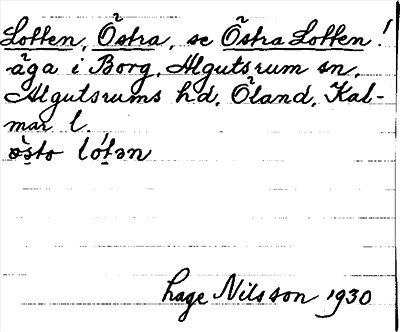 Lotten, Östra, se Östra Lotten!
äga i Borg, Algutsrum sn,
Algutsrums hd, Öland, Kal-
mar l.
östo lótən
Hage Nilsson 1930